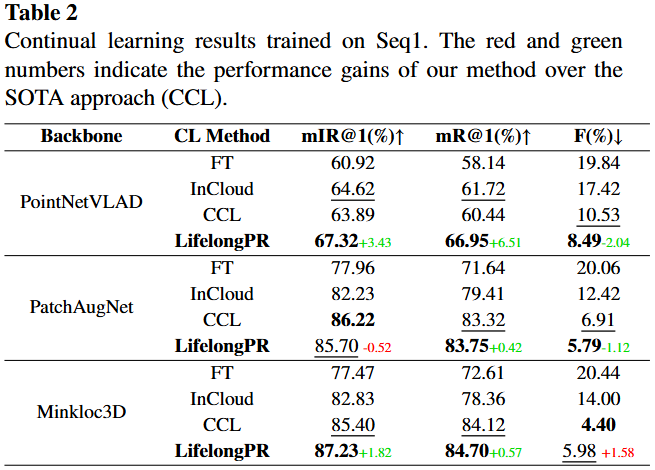 Table 2
Continual learning results trained on Seq1. The red and green
numbers indicate the performance gains of our method over the
SOTA approach (CCL).
Backbone CL Method mIR@1(%)↑ mR@1(%)↑ F(%)↓
PointNetVLAD
FT 60.92 58.14 19.84
InCloud 64.62 61.72 17.42
CCL 63.89 60.44 10.53
LifelongPR 67.32+3.43 66.95+6.51 8.49-2.04
PatchAugNet
FT 77.96 71.64 20.06
InCloud 82.23 79.41 12.42
CCL 86.22 83.32 6.91
LifelongPR 85.70 -0.52 83.75+0.42 5.79-1.12
Minkloc3D
FT 77.47 72.61 20.44
InCloud 82.83 78.36 14.00
CCL 85.40 84.12 4.40
LifelongPR 87.23+1.82 84.70+0.57 5.98 +1.58